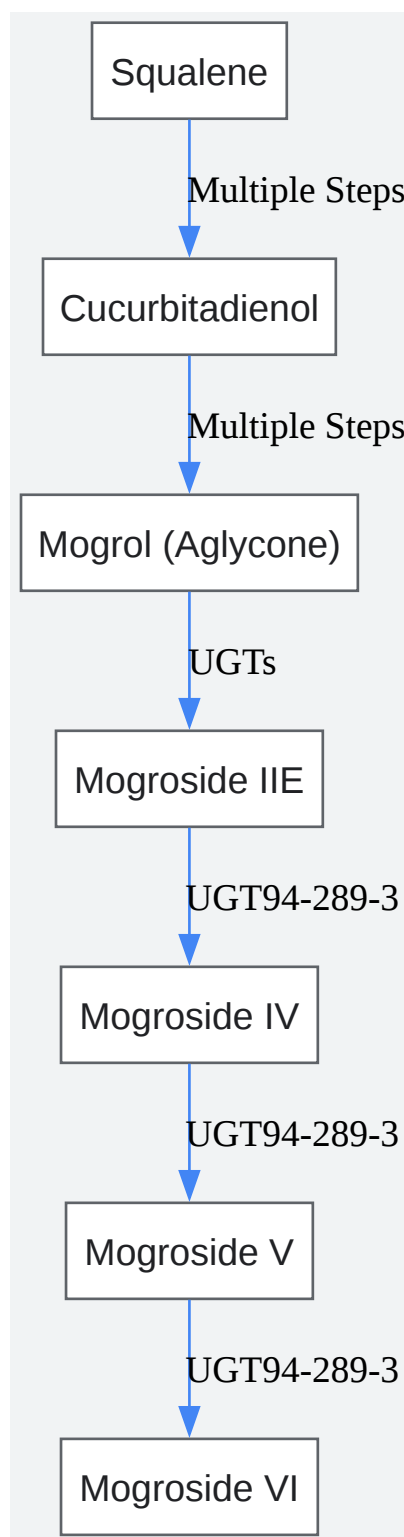 Squalene
Multiple Steps
Cucurbitadienol
Multiple Steps
Mogrol (Aglycone)
UGTs
Mogroside IIE
UGT94-289-3
Mogroside IV
UGT94-289-3
Mogroside V
UGT94-289-3
Mogroside VI